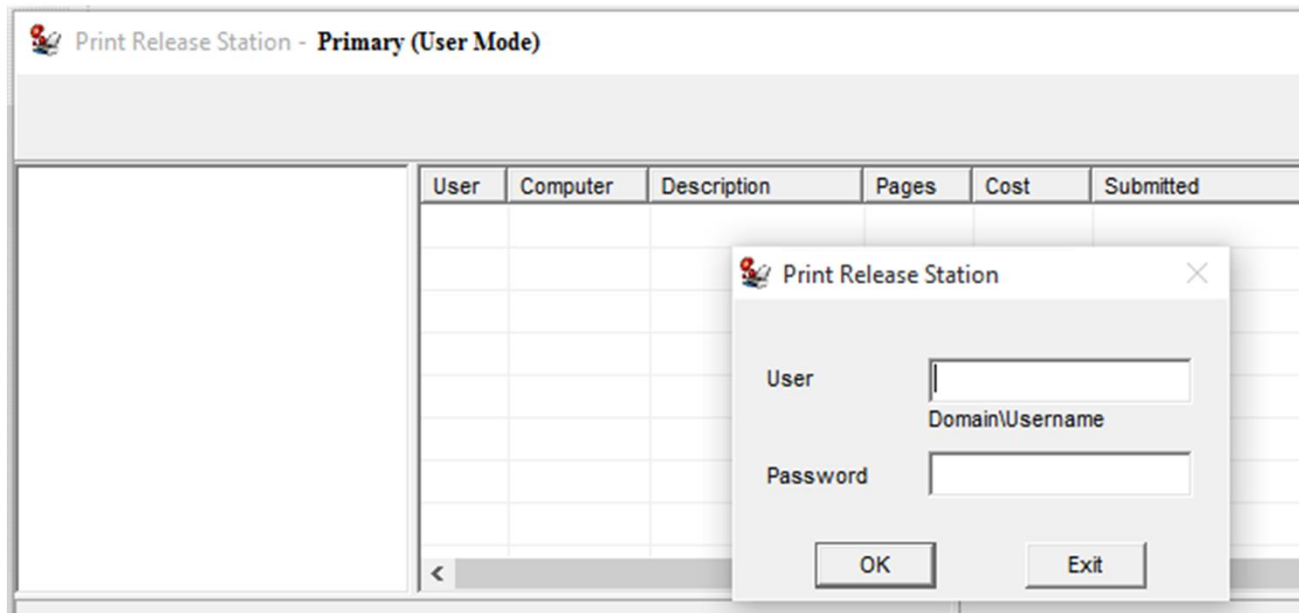 Print Release Station - Primary (User Mode)
User Computer Description Pages Cost Submitted
Print Release Station
User
Domain\Username
Password
OK Exit